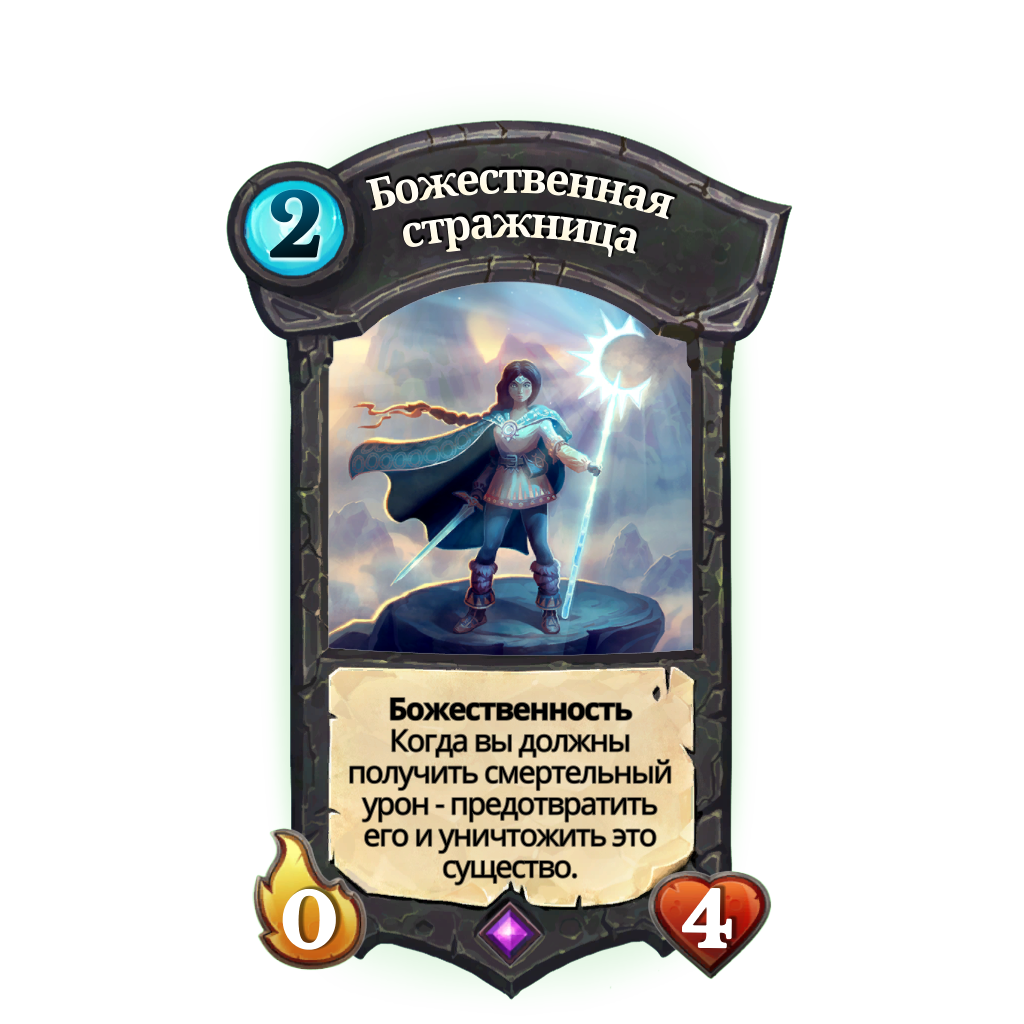 2
Божественная
стражница
Божественность
Когда вы должны
получить смертельный
урон - предотвратить
его и уничтожить это
существо.
0
4